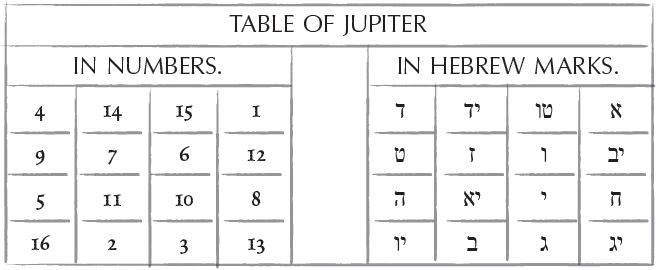 TABLE OF JUPITER
IN NUMBERS. IN HEBREW MARKS.
4 14 15 1 ד יד טו א
9 7 6 12 ט ז ו יב
5 11 10 8 ה יא י ח
16 2 3 13 יו ב ג יג